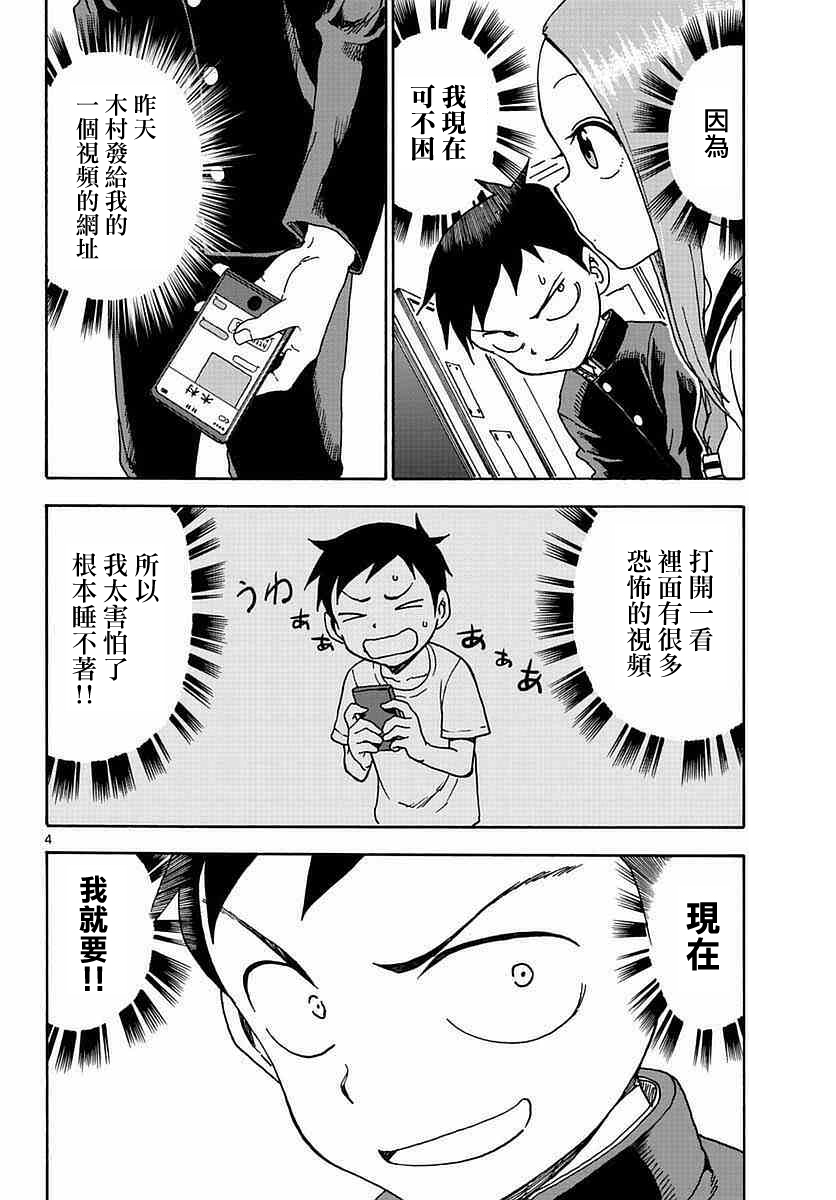 因為
我現在
可不困
昨天
木村發給我的
一個視頻的網址
木村
打開一看
裡面有很多
恐怖的視頻
うわ
ぁぁ
ぁぁ
ぁぁ
所以
我太害怕了
根本睡不著!!
4
現在
我就要!!